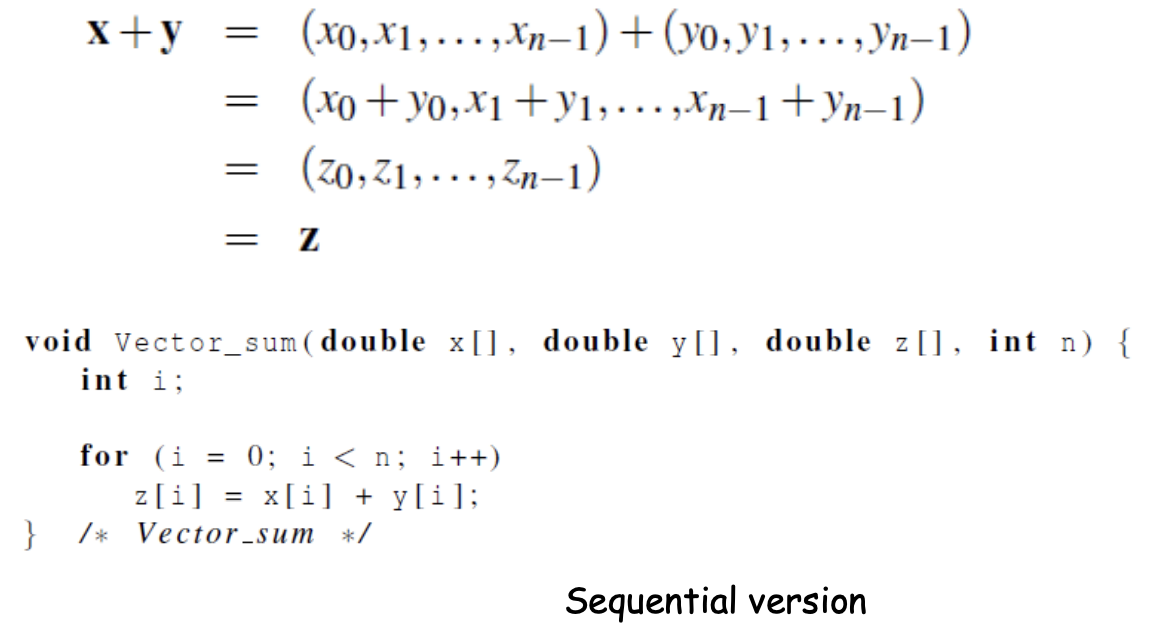 x+y = (x₀,x₁,...,xₙ₋₁)+(y₀,y₁,...,yₙ₋₁)
= (x₀+y₀,x₁+y₁,...,xₙ₋₁+yₙ₋₁)
= (z₀,z₁,...,zₙ₋₁)
= z
void Vector_sum(double x[], double y[], double z[], int n) {
int i;
for (i = 0; i < n; i++)
z[i] = x[i] + y[i];
} /* Vector_sum */
Sequential version